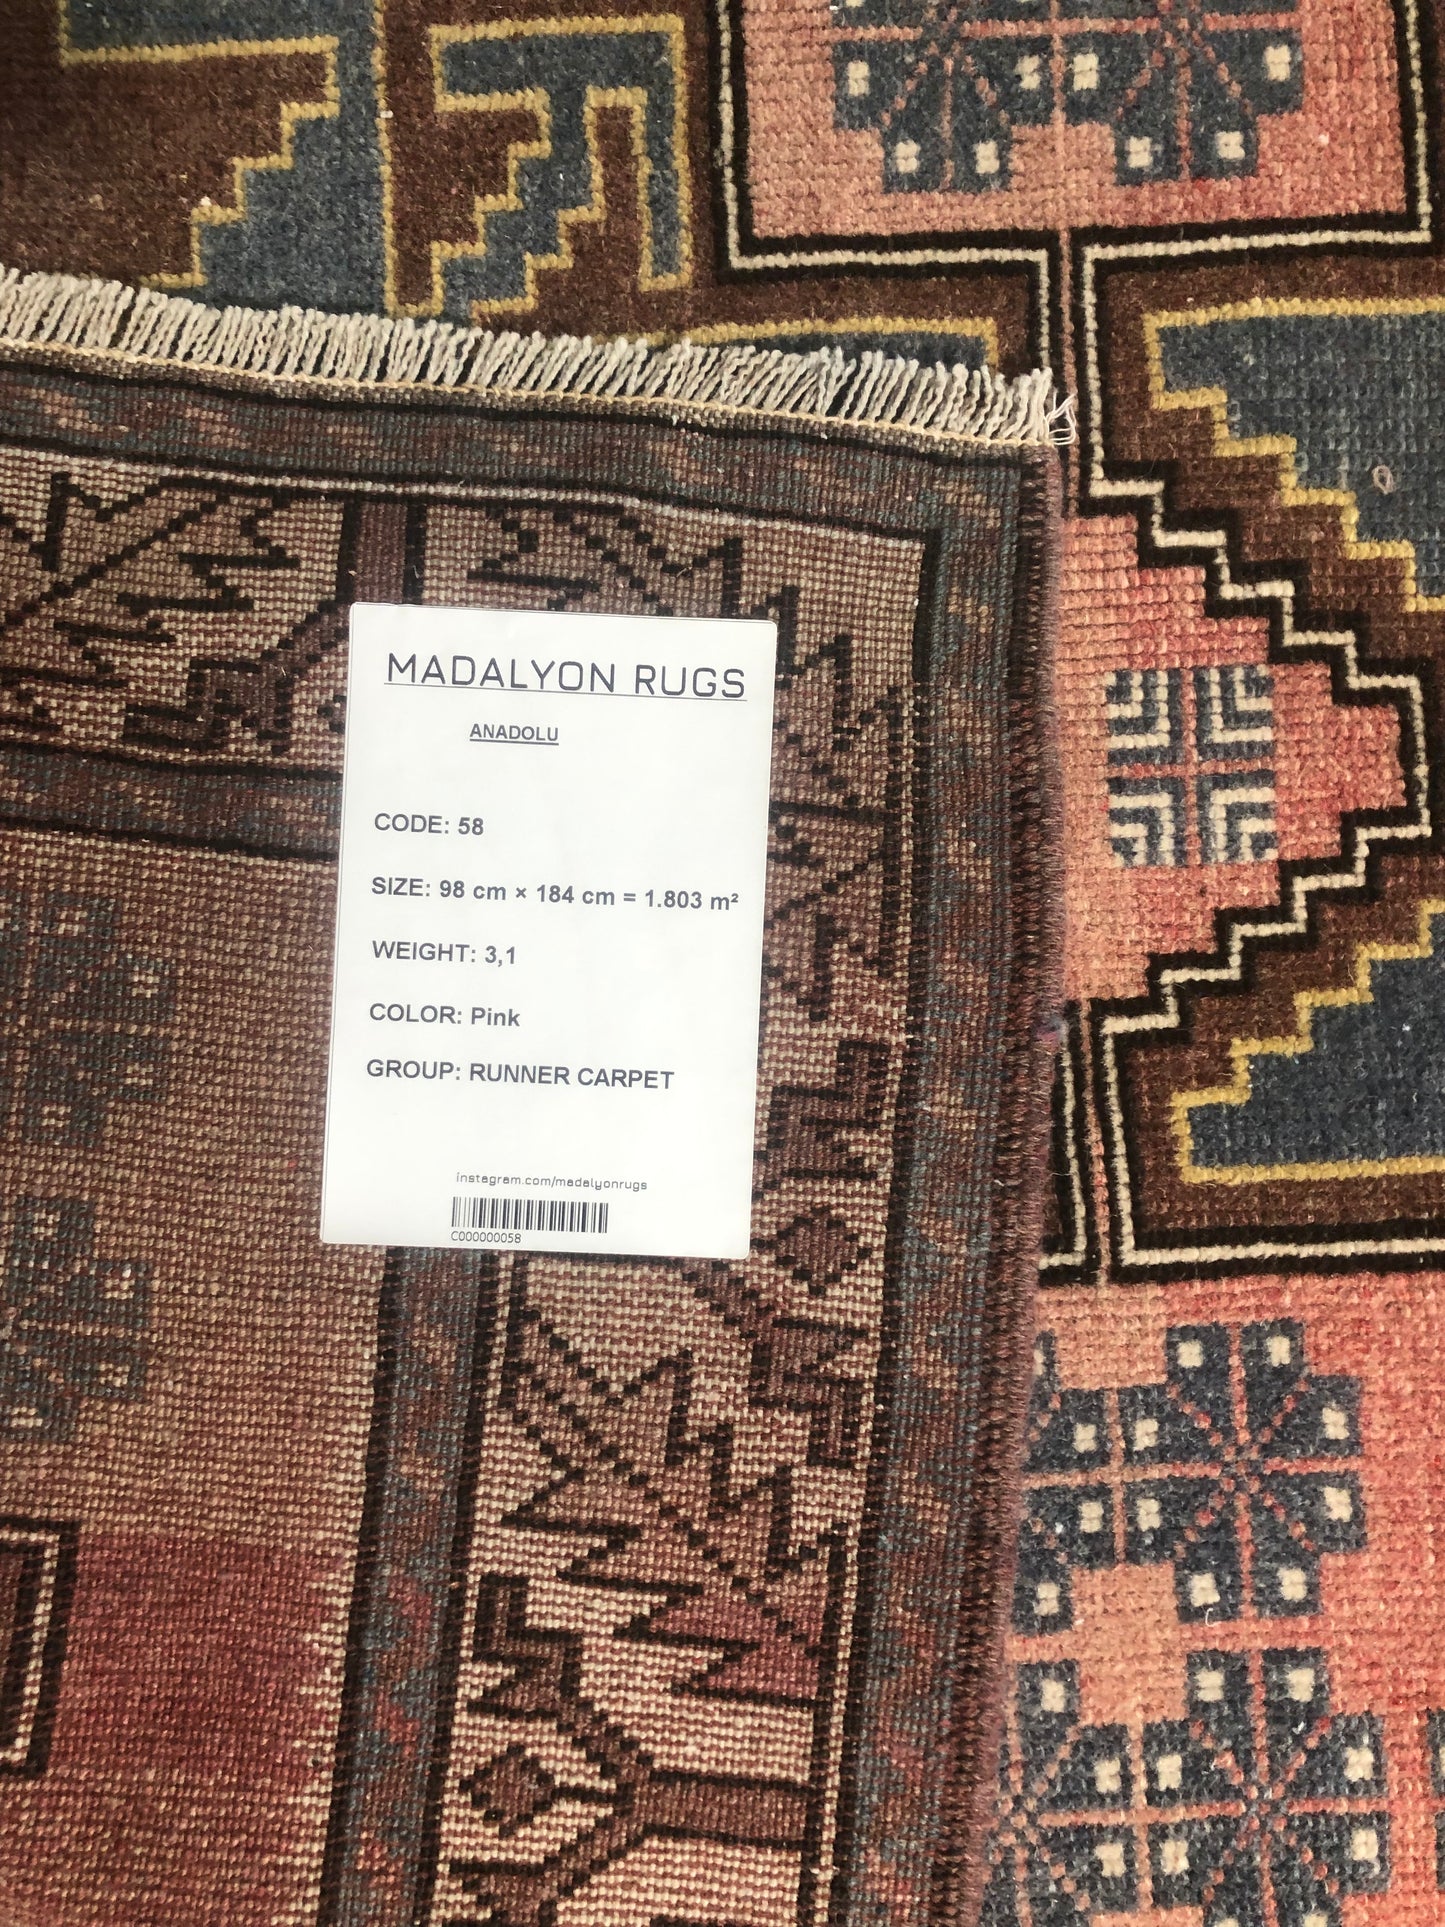 MADALYON RUGS
ANADOLU
CODE: 58
SIZE: 98 cm × 184 cm = 1.803 m²
WEIGHT: 3,1
COLOR: Pink
GROUP: RUNNER CARPET
instagram.com/madalyonrugs
C000000058